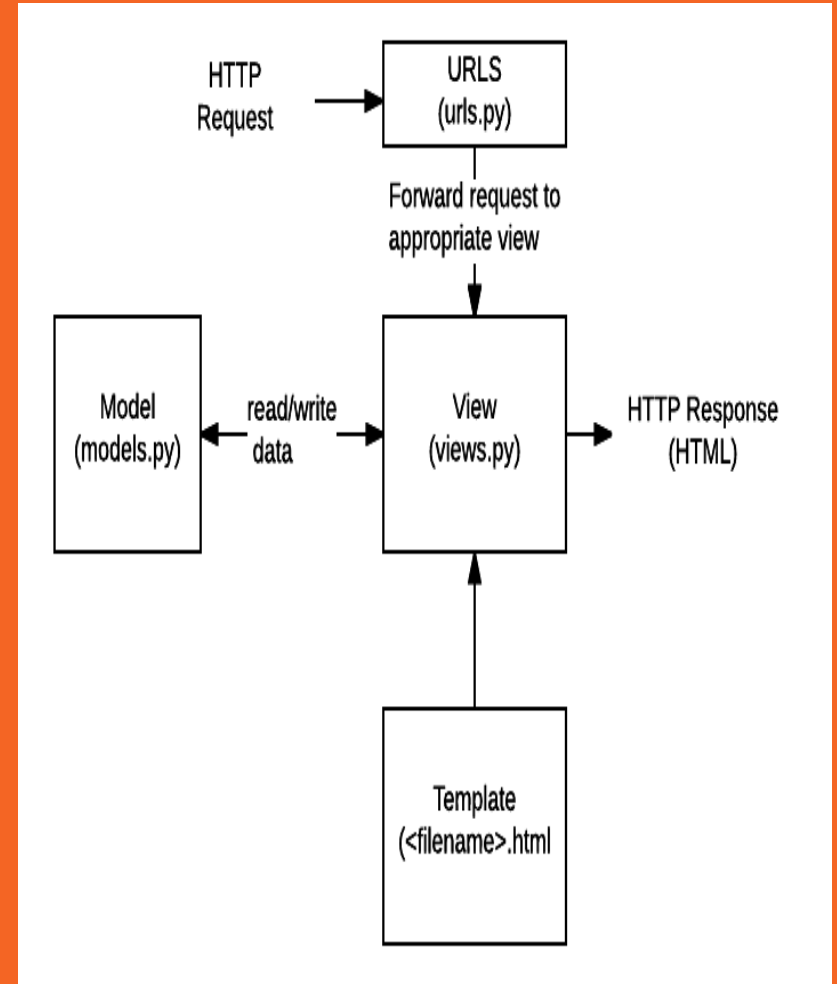 HTTP
Request
URLS
(urls.py)
Forward request to
appropriate view
Model
(models.py)
read/write
data
View
(views.py)
HTTP Response
(HTML)
Template
(<filename>.html